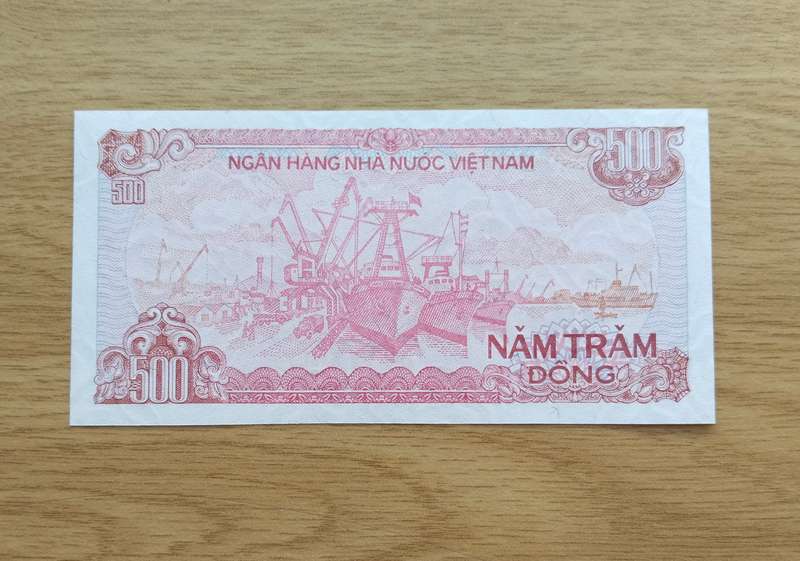 NGÂN HÀNG NHÀ NƯỚC VIỆT NAM
500
500
500
NĂM TRĂM
ĐỒNG